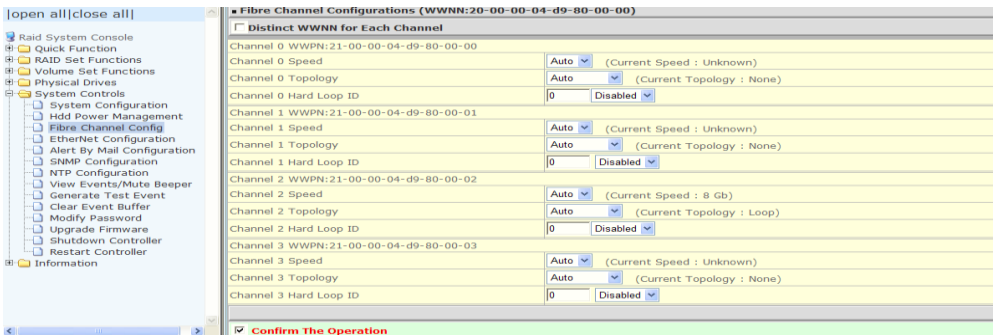 |open all|close all|
Raid System Console
Quick Function
RAID Set Functions
Volume Set Functions
Physical Drives
System Controls
System Configuration
Hdd Power Management
Fibre Channel Config
EtherNet Configuration
Alert By Mail Configuration
SNMP Configuration
NTP Configuration
View Events/Mute Beeper
Generate Test Event
Clear Event Buffer
Modify Password
Upgrade Firmware
Shutdown Controller
Restart Controller
Information
Fibre Channel Configurations (WWNN:20-00-00-04-d9-80-00-00)
Distinct WWNN for Each Channel
Channel 0 WWPN:21-00-00-04-d9-80-00-00
Channel 0 Speed Auto (Current Speed : Unknown)
Channel 0 Topology Auto (Current Topology : None)
Channel 0 Hard Loop ID 0 Disabled
Channel 1 WWPN:21-00-00-04-d9-80-00-01
Channel 1 Speed Auto (Current Speed : Unknown)
Channel 1 Topology Auto (Current Topology : None)
Channel 1 Hard Loop ID 0 Disabled
Channel 2 WWPN:21-00-00-04-d9-80-00-02
Channel 2 Speed Auto (Current Speed : 8 Gb)
Channel 2 Topology Auto (Current Topology : Loop)
Channel 2 Hard Loop ID 0 Disabled
Channel 3 WWPN:21-00-00-04-d9-80-00-03
Channel 3 Speed Auto (Current Speed : Unknown)
Channel 3 Topology Auto (Current Topology : None)
Channel 3 Hard Loop ID 0 Disabled
Confirm The Operation